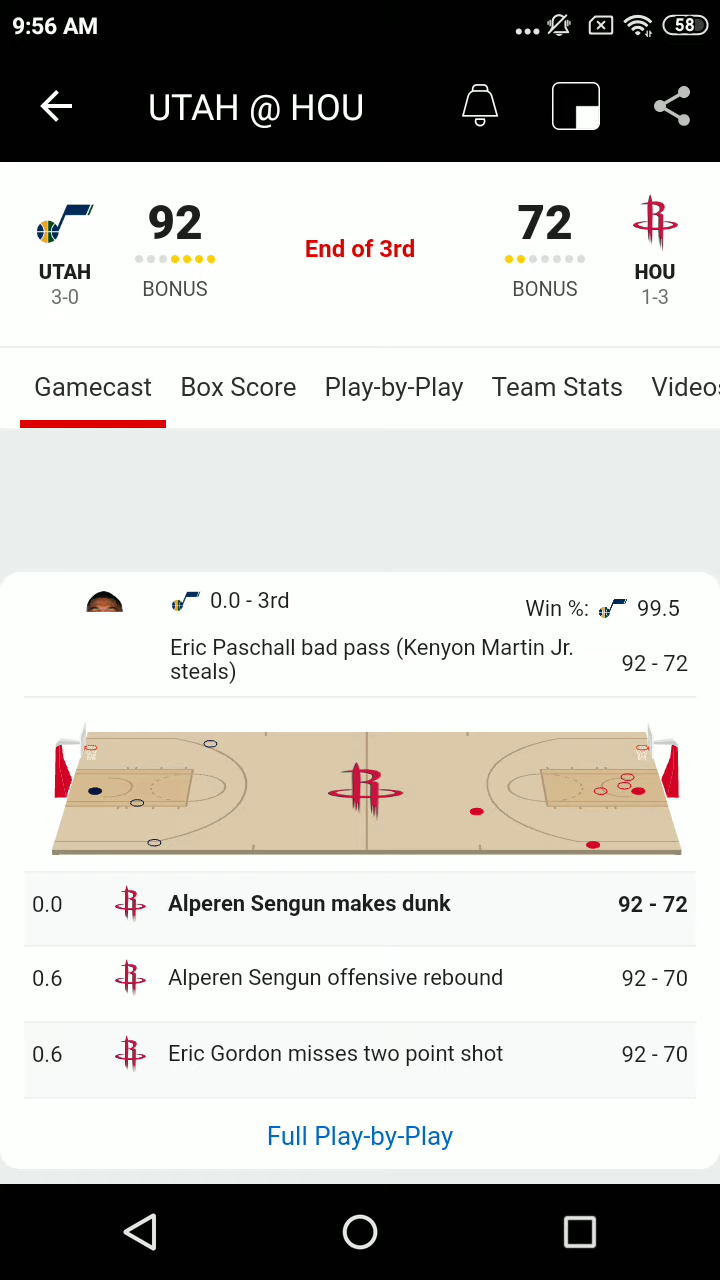 9:56 AM
58
UTAH @ HOU
92
72
End of 3rd
UTAH
HOU
3-0
BONUS
BONUS
1-3
Gamecast
Box Score
Play-by-Play
Team Stats
Videos
0.0 - 3rd
Win %:
99.5
Eric Paschall bad pass (Kenyon Martin Jr.
steals)
92 - 72
0.0
Alperen Sengun makes dunk
92 - 72
0.6
Alperen Sengun offensive rebound
92 - 70
0.6
Eric Gordon misses two point shot
92 - 70
Full Play-by-Play